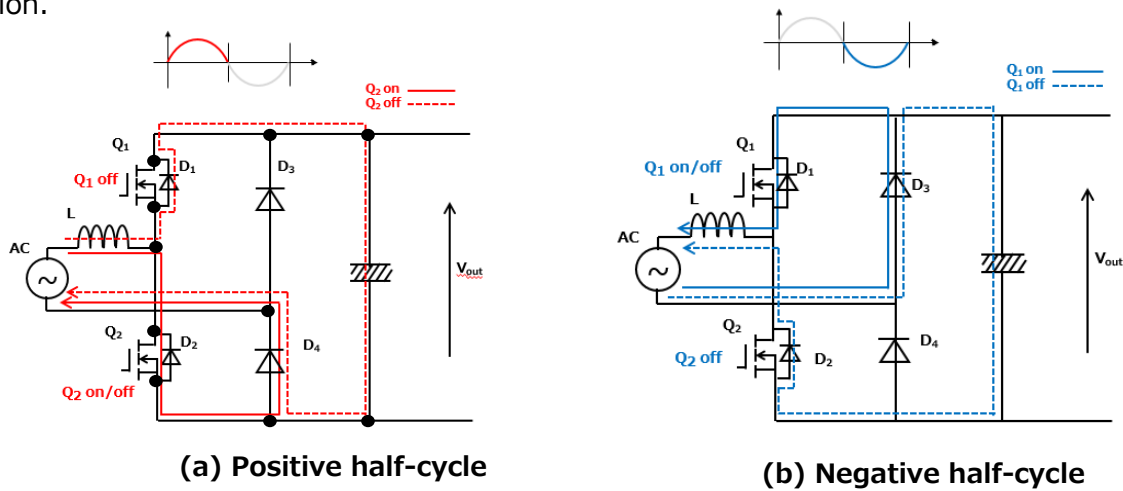 ion.
Q₂ on
Q₂ off
Q₁
D₁
D₃
Q₁ off
L
AC
~
Vout
Q₂
D₂
D₄
Q₂ on/off
(a) Positive half-cycle
Q₁ on
Q₁ off
Q₁
Q₁ on/off
D₁
D₃
L
AC
~
Vout
Q₂
D₄
Q₂ off
D₂
(b) Negative half-cycle